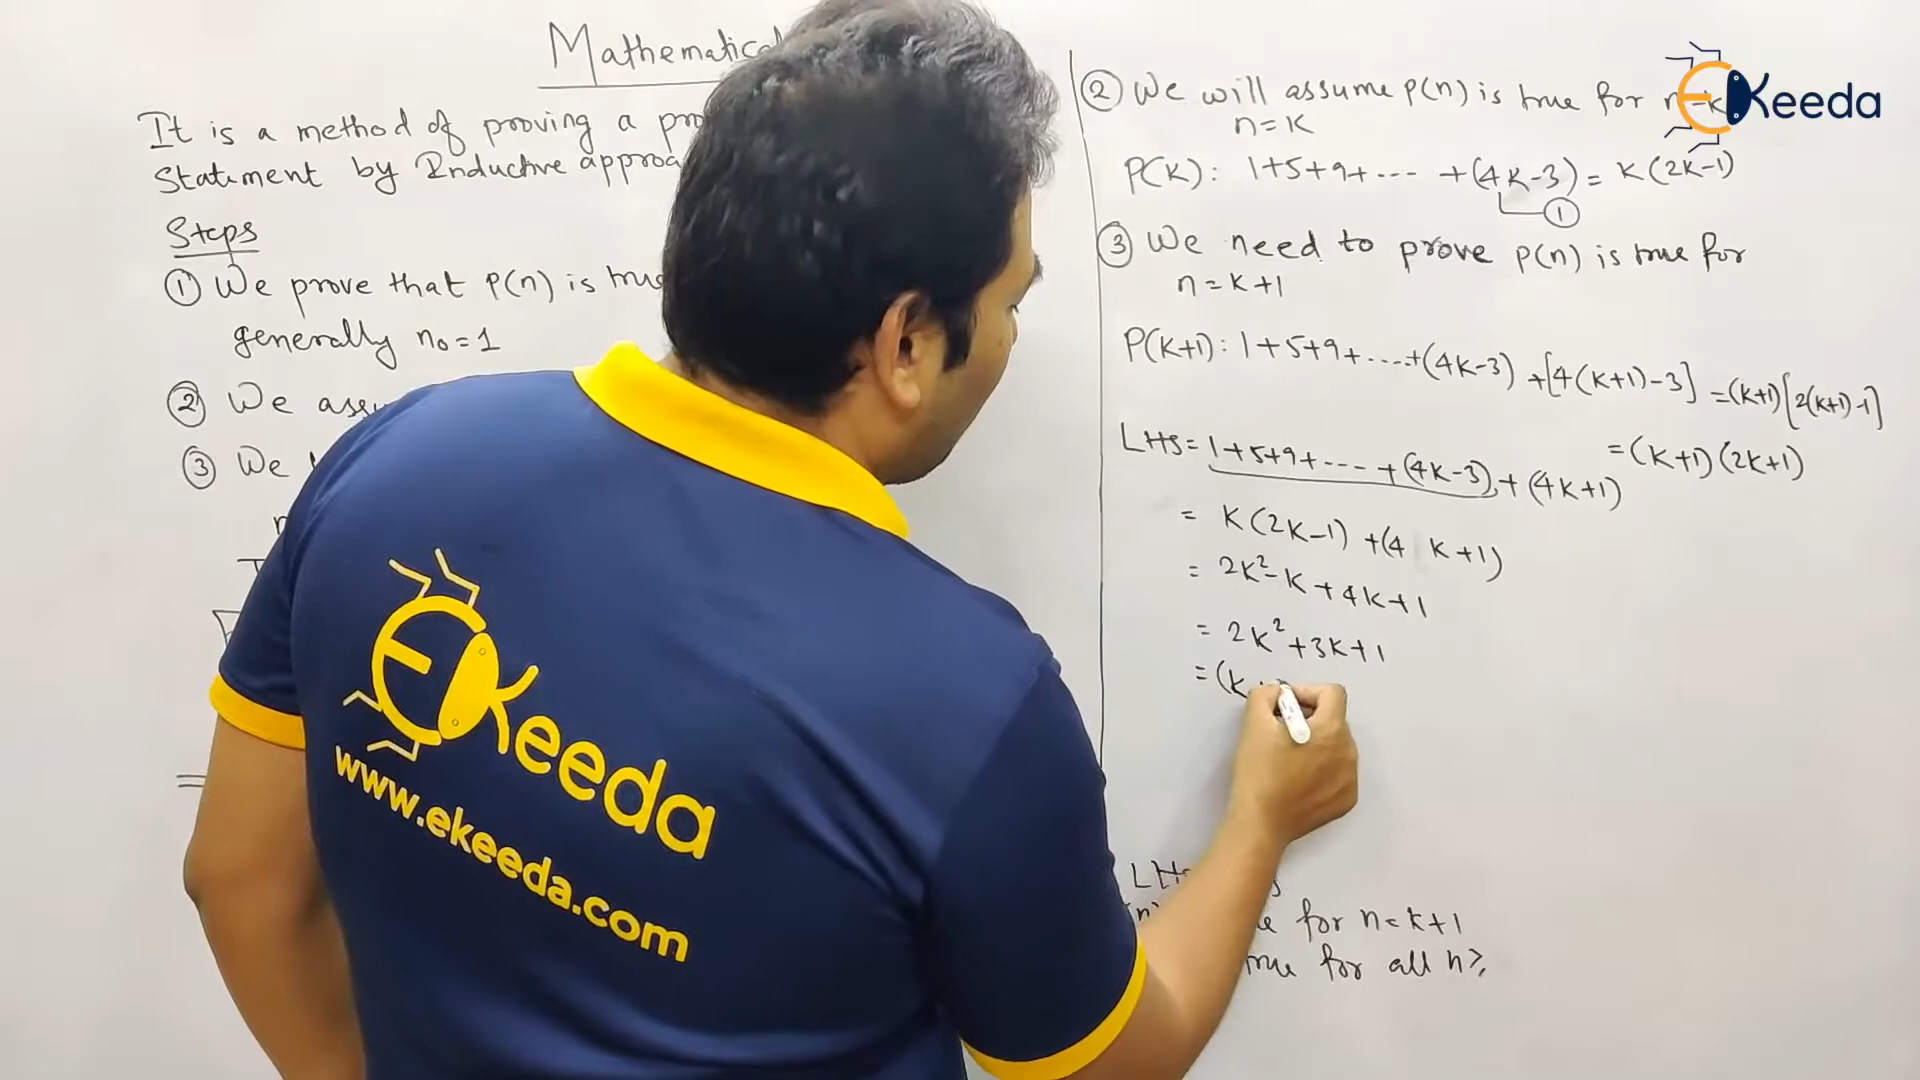 Mathematical
It is a method of proving a
Statement by Inductive
Steps
① We prove that P(n) is true
generally n₀ = 1
② We
③ We
② We will assume P(n) is true for n=k
n = K
P(K): 1+5+9+---- +(4K-3) = K(2K-1)
①
③ We need to prove P(n) is true for
n = K+1
P(K+1): 1+5+9+....+(4K-3) +[4(K+1)-3] =(K+1)[2(K+1)-1]
= (K+1)(2K+1)
LHS = 1+5+9+---- +(4K-3) + (4K+1)
= K(2K-1) +(4K+1)
= 2K²-K+4K+1
= 2K²+3K+1
= (K
for n = k+1
true for all n≥
EKeeda
EKeeda
www.ekeeda.com